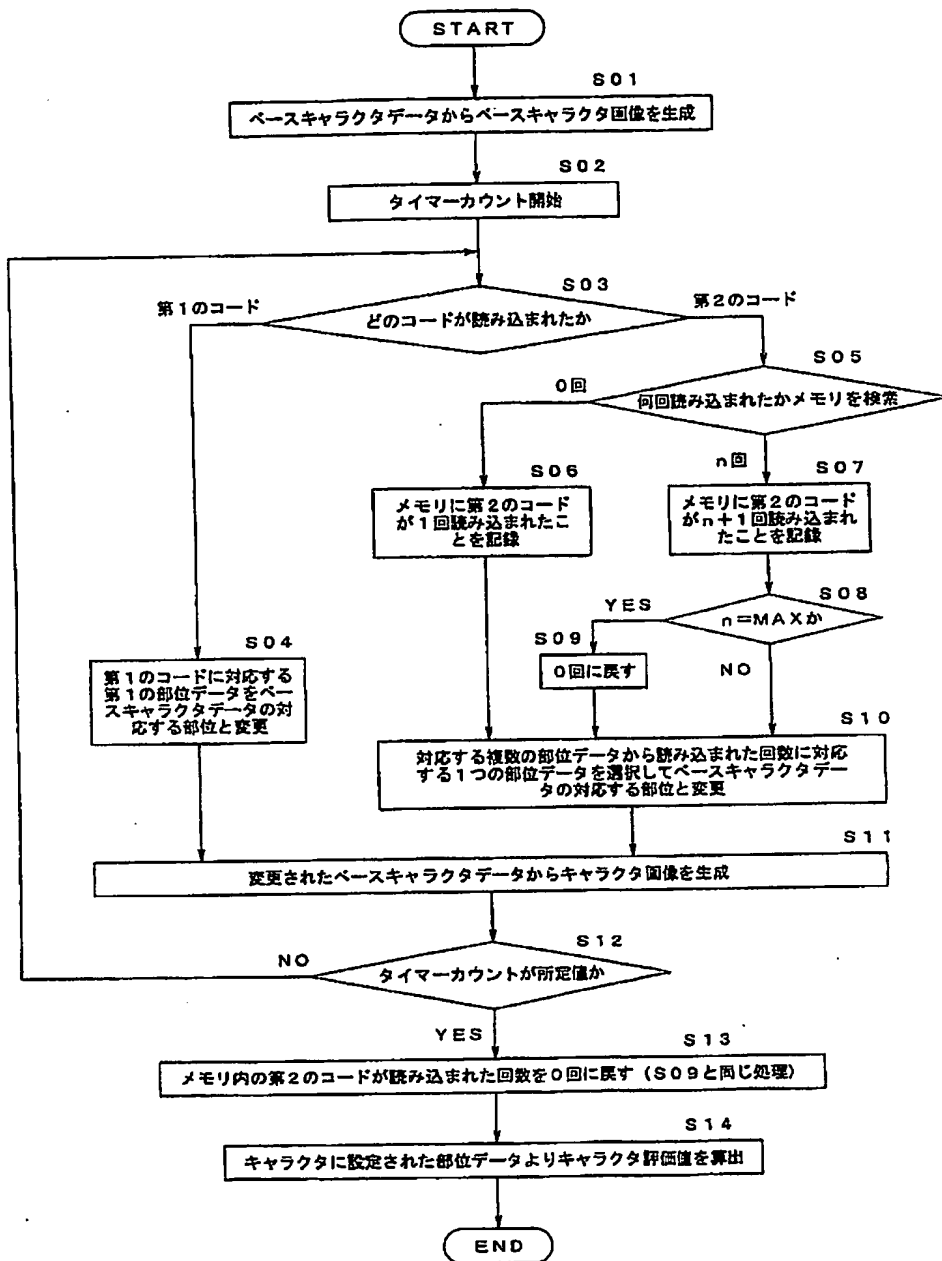 START
S01
ベースキャラクタデータからベースキャラクタ画像を生成
S02
タイマーカウント開始
S03
どのコードが読み込まれたか
第1のコード
第2のコード
S05
何回読み込まれたかメモリを検索
0回
n回
S06
メモリに第2のコード
が1回読み込まれたこ
とを記録
S07
メモリに第2のコード
がn+1回読み込まれ
たことを記録
S08
n=MAXか
YES
NO
S09
0回に戻す
S04
第1のコードに対応する
第1の部位データをベー
スキャラクタデータの対
応する部位と変更
S10
対応する複数の部位データから読み込まれた回数に対応
する1つの部位データを選択してベースキャラクタデー
タの対応する部位と変更
S11
変更されたベースキャラクタデータからキャラクタ画像を生成
S12
タイマーカウントが所定値か
NO
YES
S13
メモリ内の第2のコードが読み込まれた回数を0回に戻す(S09と同じ処理)
S14
キャラクタに設定された部位データよりキャラクタ評価値を算出
END